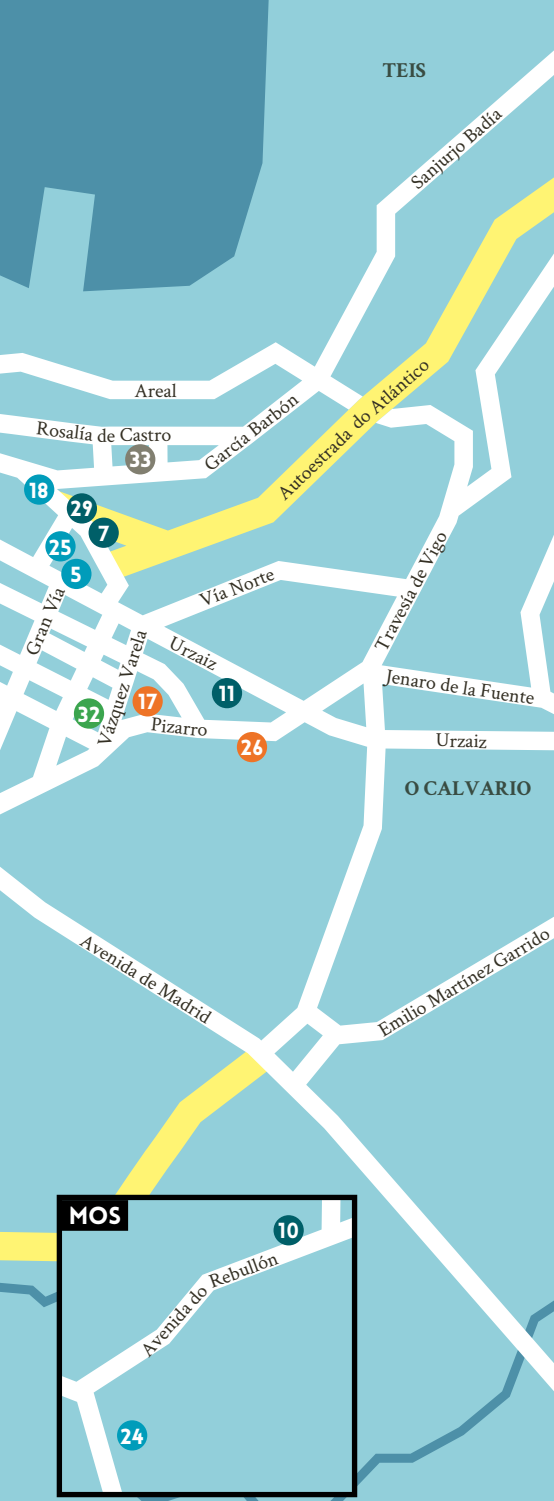 TEIS
Sanjurjo Badía
Autoestrada do Atlántico
Areal
Rosalía de Castro
García Barbón
33
18
29
7
25
5
Vía Norte
Travesía de Vigo
Gran Vía
Vázquez Varela
Urzaiz
11
Jenaro de la Fuente
17
32
Pizarro
26
Urzaiz
O CALVARIO
Avenida de Madrid
Emilio Martínez Garrido
MOS
10
Avenida do Rebullón
24